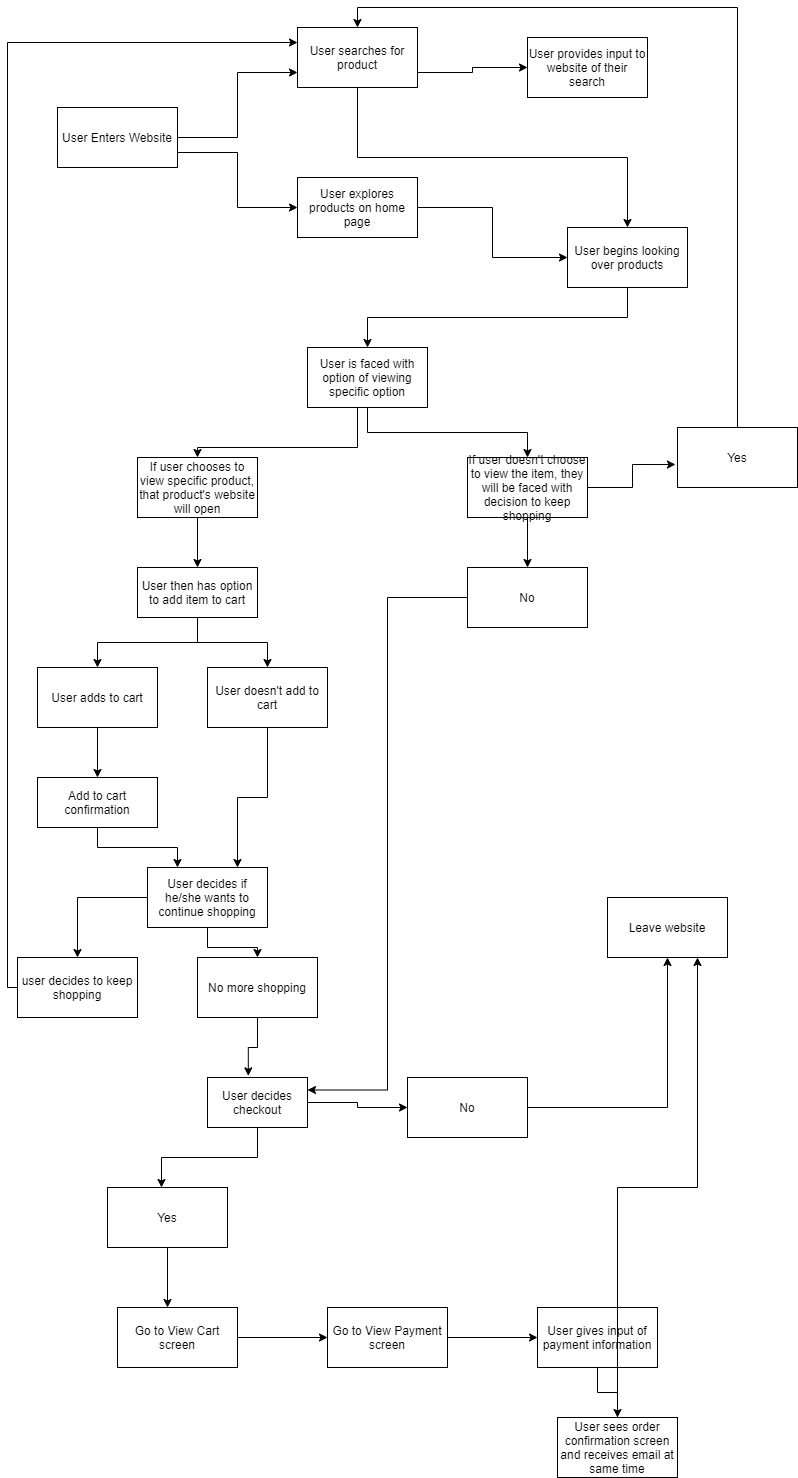 User searches for
product
User provides input to
website of their
search
User Enters Website
User explores
products on home
page
User begins looking
over products
User is faced with
option of viewing
specific option
If user chooses to
view specific product,
that product's website
will open
If user doesn't choose
to view the item, they
will be faced with
decision to keep
shopping
Yes
User then has option
to add item to cart
No
User adds to cart
User doesn't add to
cart
Add to cart
confirmation
User decides if
he/she wants to
continue shopping
Leave website
user decides to keep
shopping
No more shopping
User decides
checkout
No
Yes
Go to View Cart
screen
Go to View Payment
screen
User gives input of
payment information
User sees order
confirmation screen
and receives email at
same time